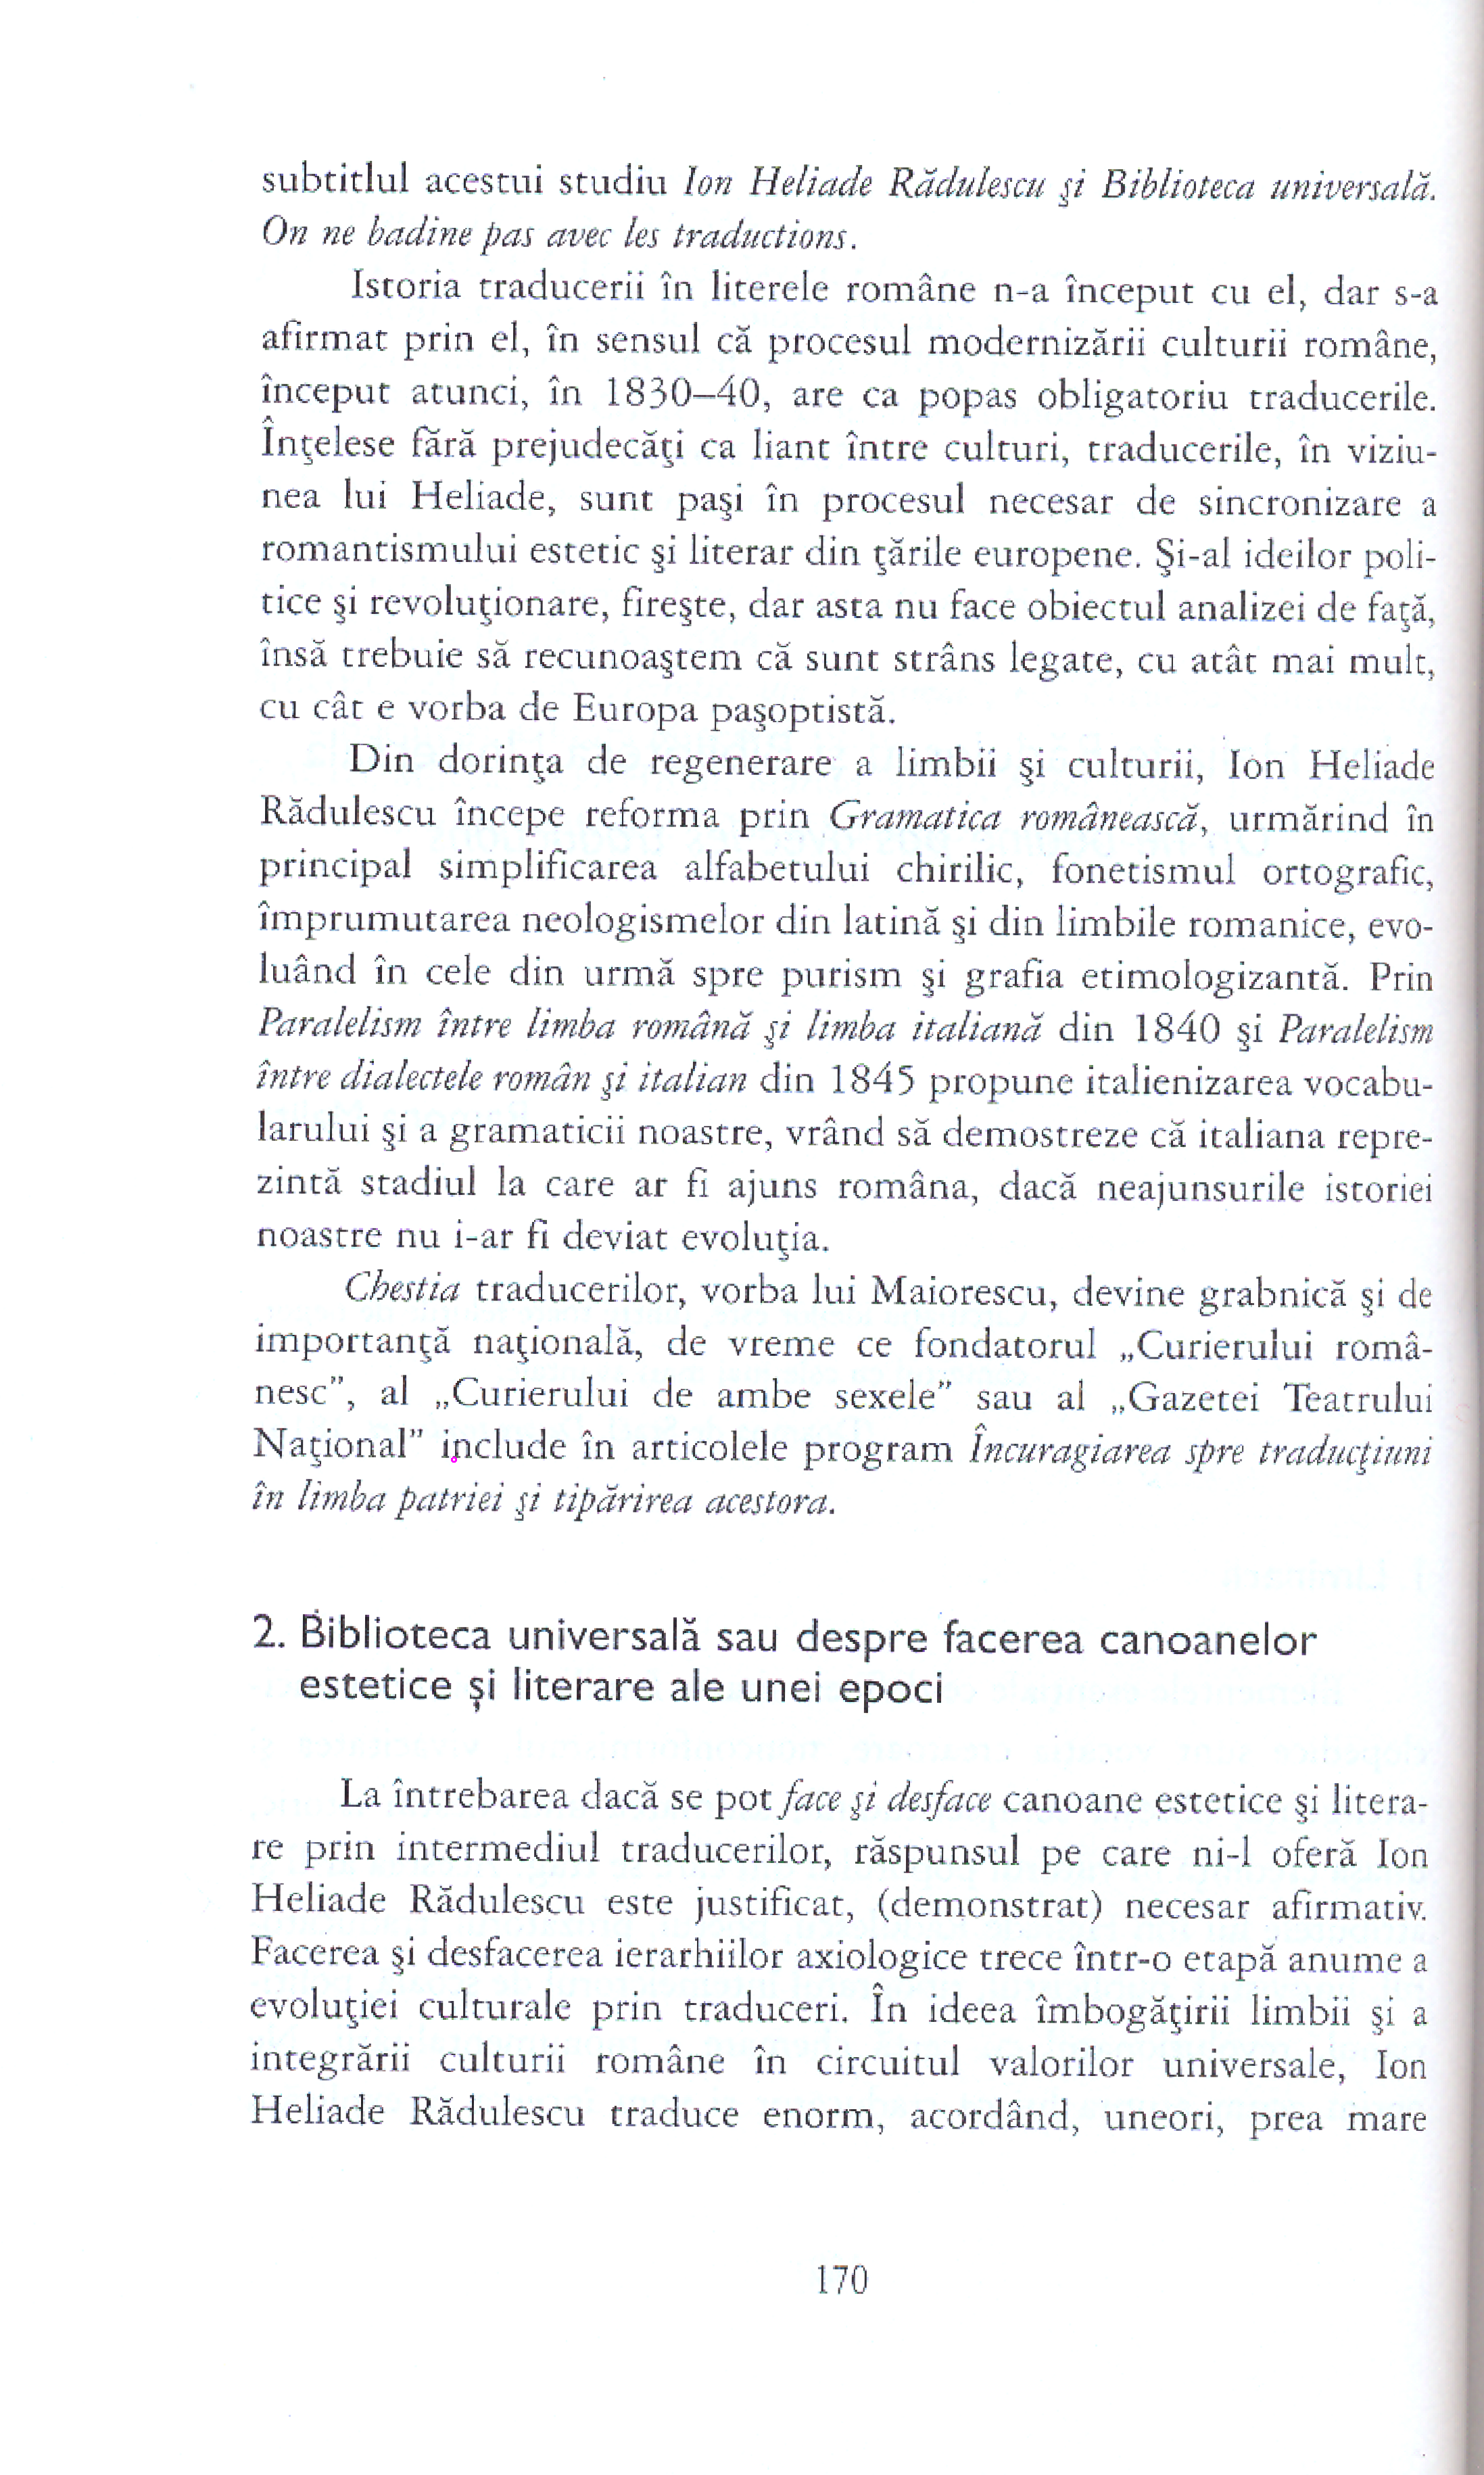 subtitlul acestui studiu Ion Heliade Rădulescu şi Biblioteca universală.
On ne badine pas avec les traductions.
Istoria traducerii în literele române n-a început cu el, dar s-a
afirmat prin el, în sensul că procesul modernizării culturii române,
început atunci, în 1830–40, are ca popas obligatoriu traducerile.
Înţelese fără prejudecăţi ca liant între culturi, traducerile, în viziu-
nea lui Heliade, sunt paşi în procesul necesar de sincronizare a
romantismului estetic şi literar din ţările europene. Şi-al ideilor poli-
tice şi revoluţionare, fireşte, dar asta nu face obiectul analizei de faţă,
însă trebuie să recunoaştem că sunt strâns legate, cu atât mai mult,
cu cât e vorba de Europa paşoptistă.
Din dorinţa de regenerare a limbii şi culturii, Ion Heliade
Rădulescu începe reforma prin Gramatica românească, urmărind în
principal simplificarea alfabetului chirilic, fonetismul ortografic,
împrumutarea neologismelor din latină şi din limbile romanice, evo-
luând în cele din urmă spre purism şi grafia etimologizantă. Prin
Paralelism între limba română şi limba italiană din 1840 şi Paralelism
între dialectele român şi italian din 1845 propune italienizarea vocabu-
larului şi a gramaticii noastre, vrând să demostreze că italiana repre-
zintă stadiul la care ar fi ajuns româna, dacă neajunsurile istoriei
noastre nu i-ar fi deviat evoluţia.
Chestia traducerilor, vorba lui Maiorescu, devine grabnică şi de
importanţă naţională, de vreme ce fondatorul „Curierului româ-
nesc”, al „Curierului de ambe sexele” sau al „Gazetei Teatrului
Naţional” include în articolele program Încuragiarea spre traducţiuni
în limba patriei şi tipărirea acestora.
2. Biblioteca universală sau despre facerea canoanelor
estetice şi literare ale unei epoci
La întrebarea dacă se pot face şi desface canoane estetice şi litera-
re prin intermediul traducerilor, răspunsul pe care ni-l oferă Ion
Heliade Rădulescu este justificat, (demonstrat) necesar afirmativ.
Facerea şi desfacerea ierarhiilor axiologice trece într-o etapă anume a
evoluţiei culturale prin traduceri. În ideea îmbogăţirii limbii şi a
integrării culturii române în circuitul valorilor universale, Ion
Heliade Rădulescu traduce enorm, acordând, uneori, prea mare
170